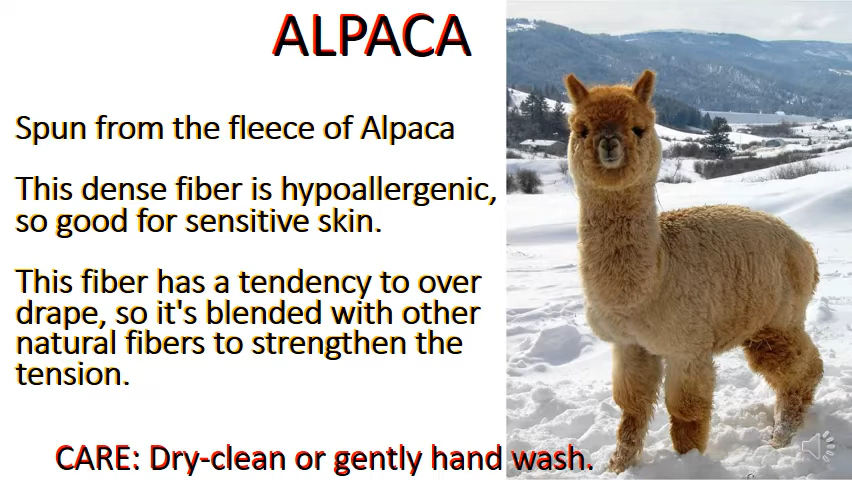 ALPACA
Spun from the fleece of Alpaca
This dense fiber is hypoallergenic,
so good for sensitive skin.
This fiber has a tendency to over
drape, so it's blended with other
natural fibers to strengthen the
tension.
CARE: Dry-clean or gently hand wash.